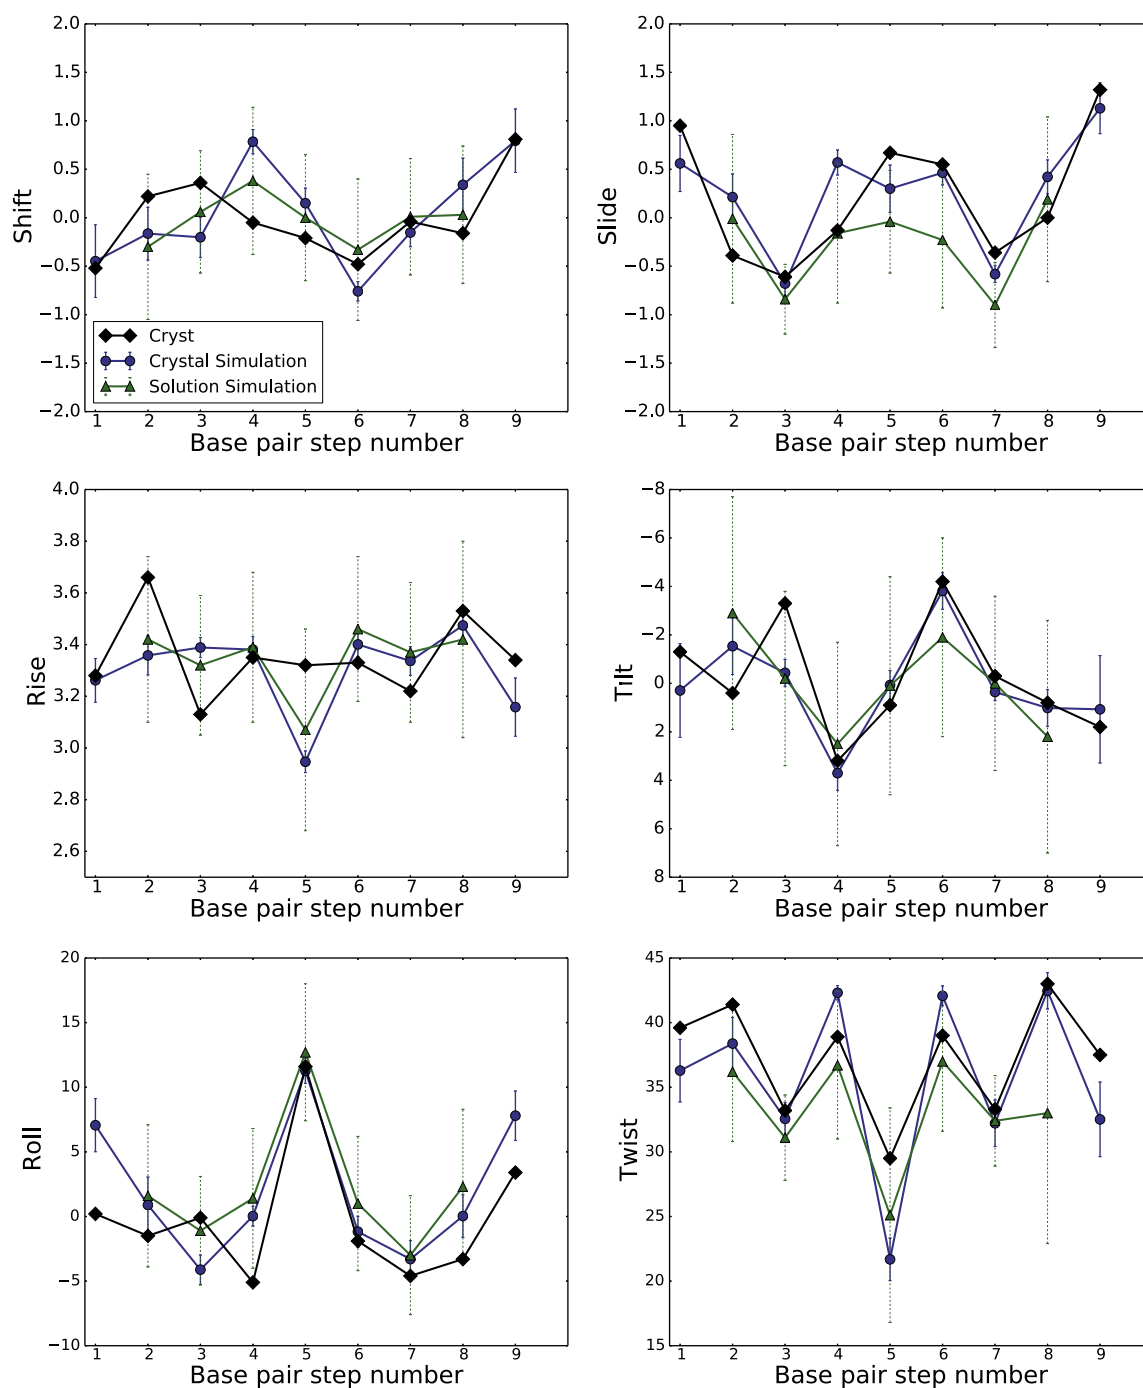 2.0
1.5
1.0
0.5
0.0
−0.5
−1.0
−1.5
−2.0
Shift
Cryst
Crystal Simulation
Solution Simulation
1 2 3 4 5 6 7 8 9
Base pair step number
2.0
1.5
1.0
0.5
0.0
−0.5
−1.0
−1.5
−2.0
Slide
1 2 3 4 5 6 7 8 9
Base pair step number
4.0
3.8
3.6
3.4
3.2
3.0
2.8
2.6
Rise
1 2 3 4 5 6 7 8 9
Base pair step number
−8
−6
−4
−2
0
2
4
6
8
Tilt
1 2 3 4 5 6 7 8 9
Base pair step number
20
15
10
5
0
−5
−10
Roll
1 2 3 4 5 6 7 8 9
Base pair step number
45
40
35
30
25
20
15
Twist
1 2 3 4 5 6 7 8 9
Base pair step number